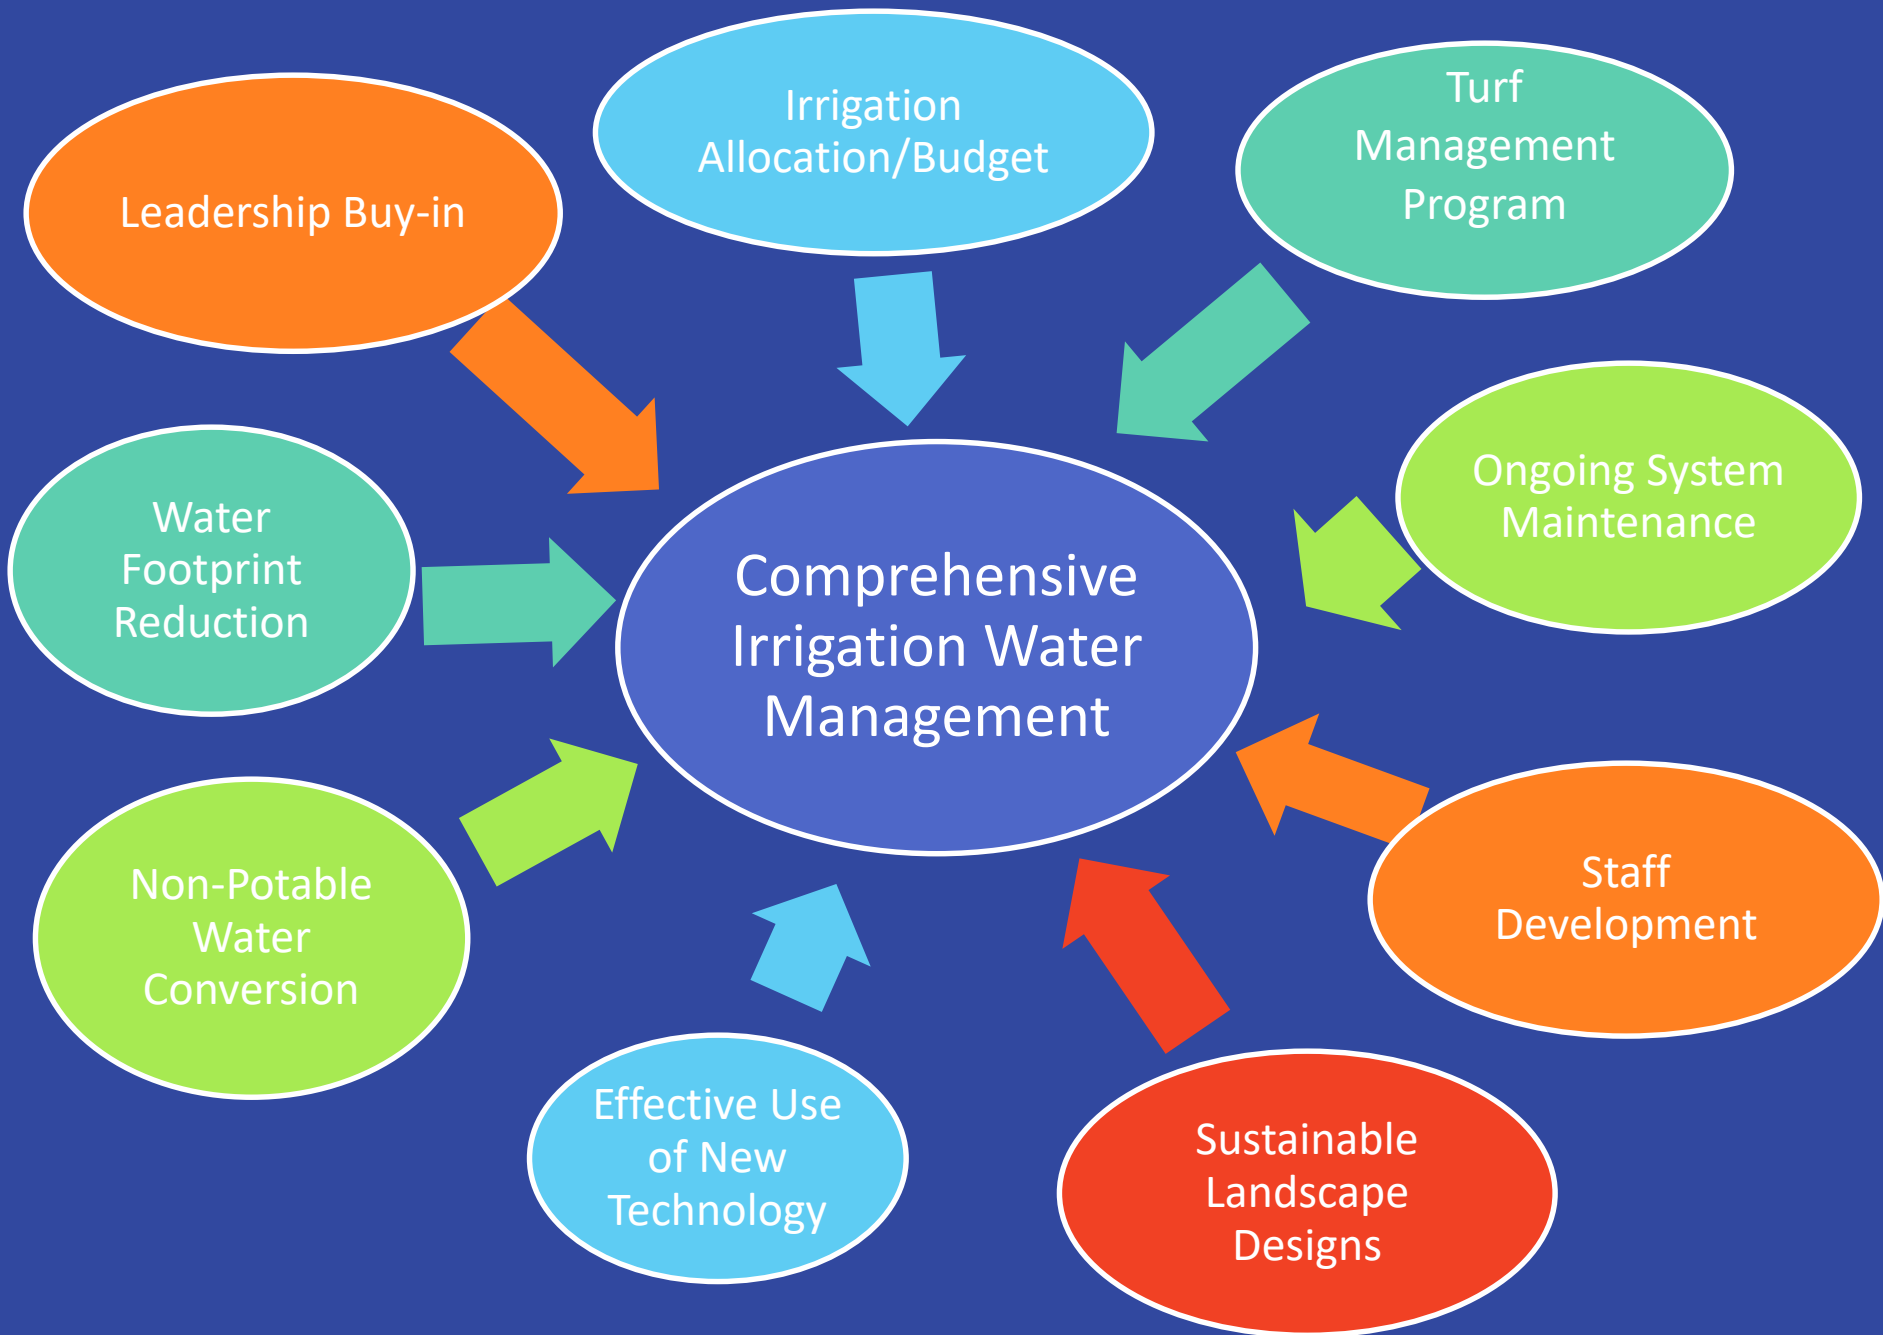 Leadership Buy-in
Irrigation
Allocation/Budget
Turf
Management
Program
Ongoing System
Maintenance
Water
Footprint
Reduction
Comprehensive
Irrigation Water
Management
Non-Potable
Water
Conversion
Staff
Development
Effective Use
of New
Technology
Sustainable
Landscape
Designs